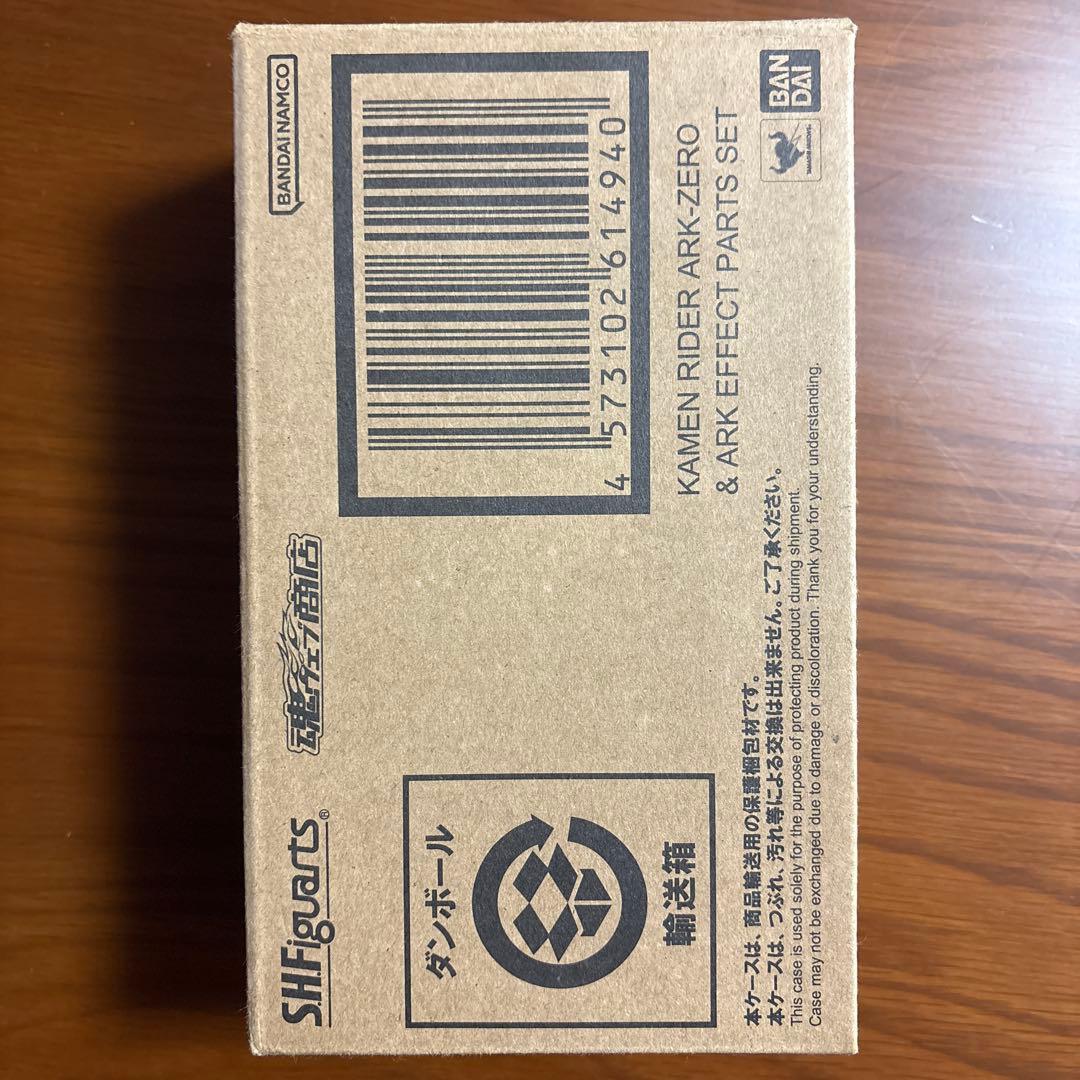 S.H.Figuarts®
魂ウェブ商店
BANDAI NAMCO
ダンボール
輸送箱
4 573102 614940
KAMEN RIDER ARK-ZERO
& ARK EFFECT PARTS SET
BAN
DAI
TAMASHII NATIONS
本ケースは、商品輸送用の保護梱包材です。
本ケースは、つぶれ、汚れ等による交換は出来ません。ご了承ください。
This case is used solely for the purpose of protecting product during shipment.
Case may not be exchanged due to damage or discoloration. Thank you for your understanding.